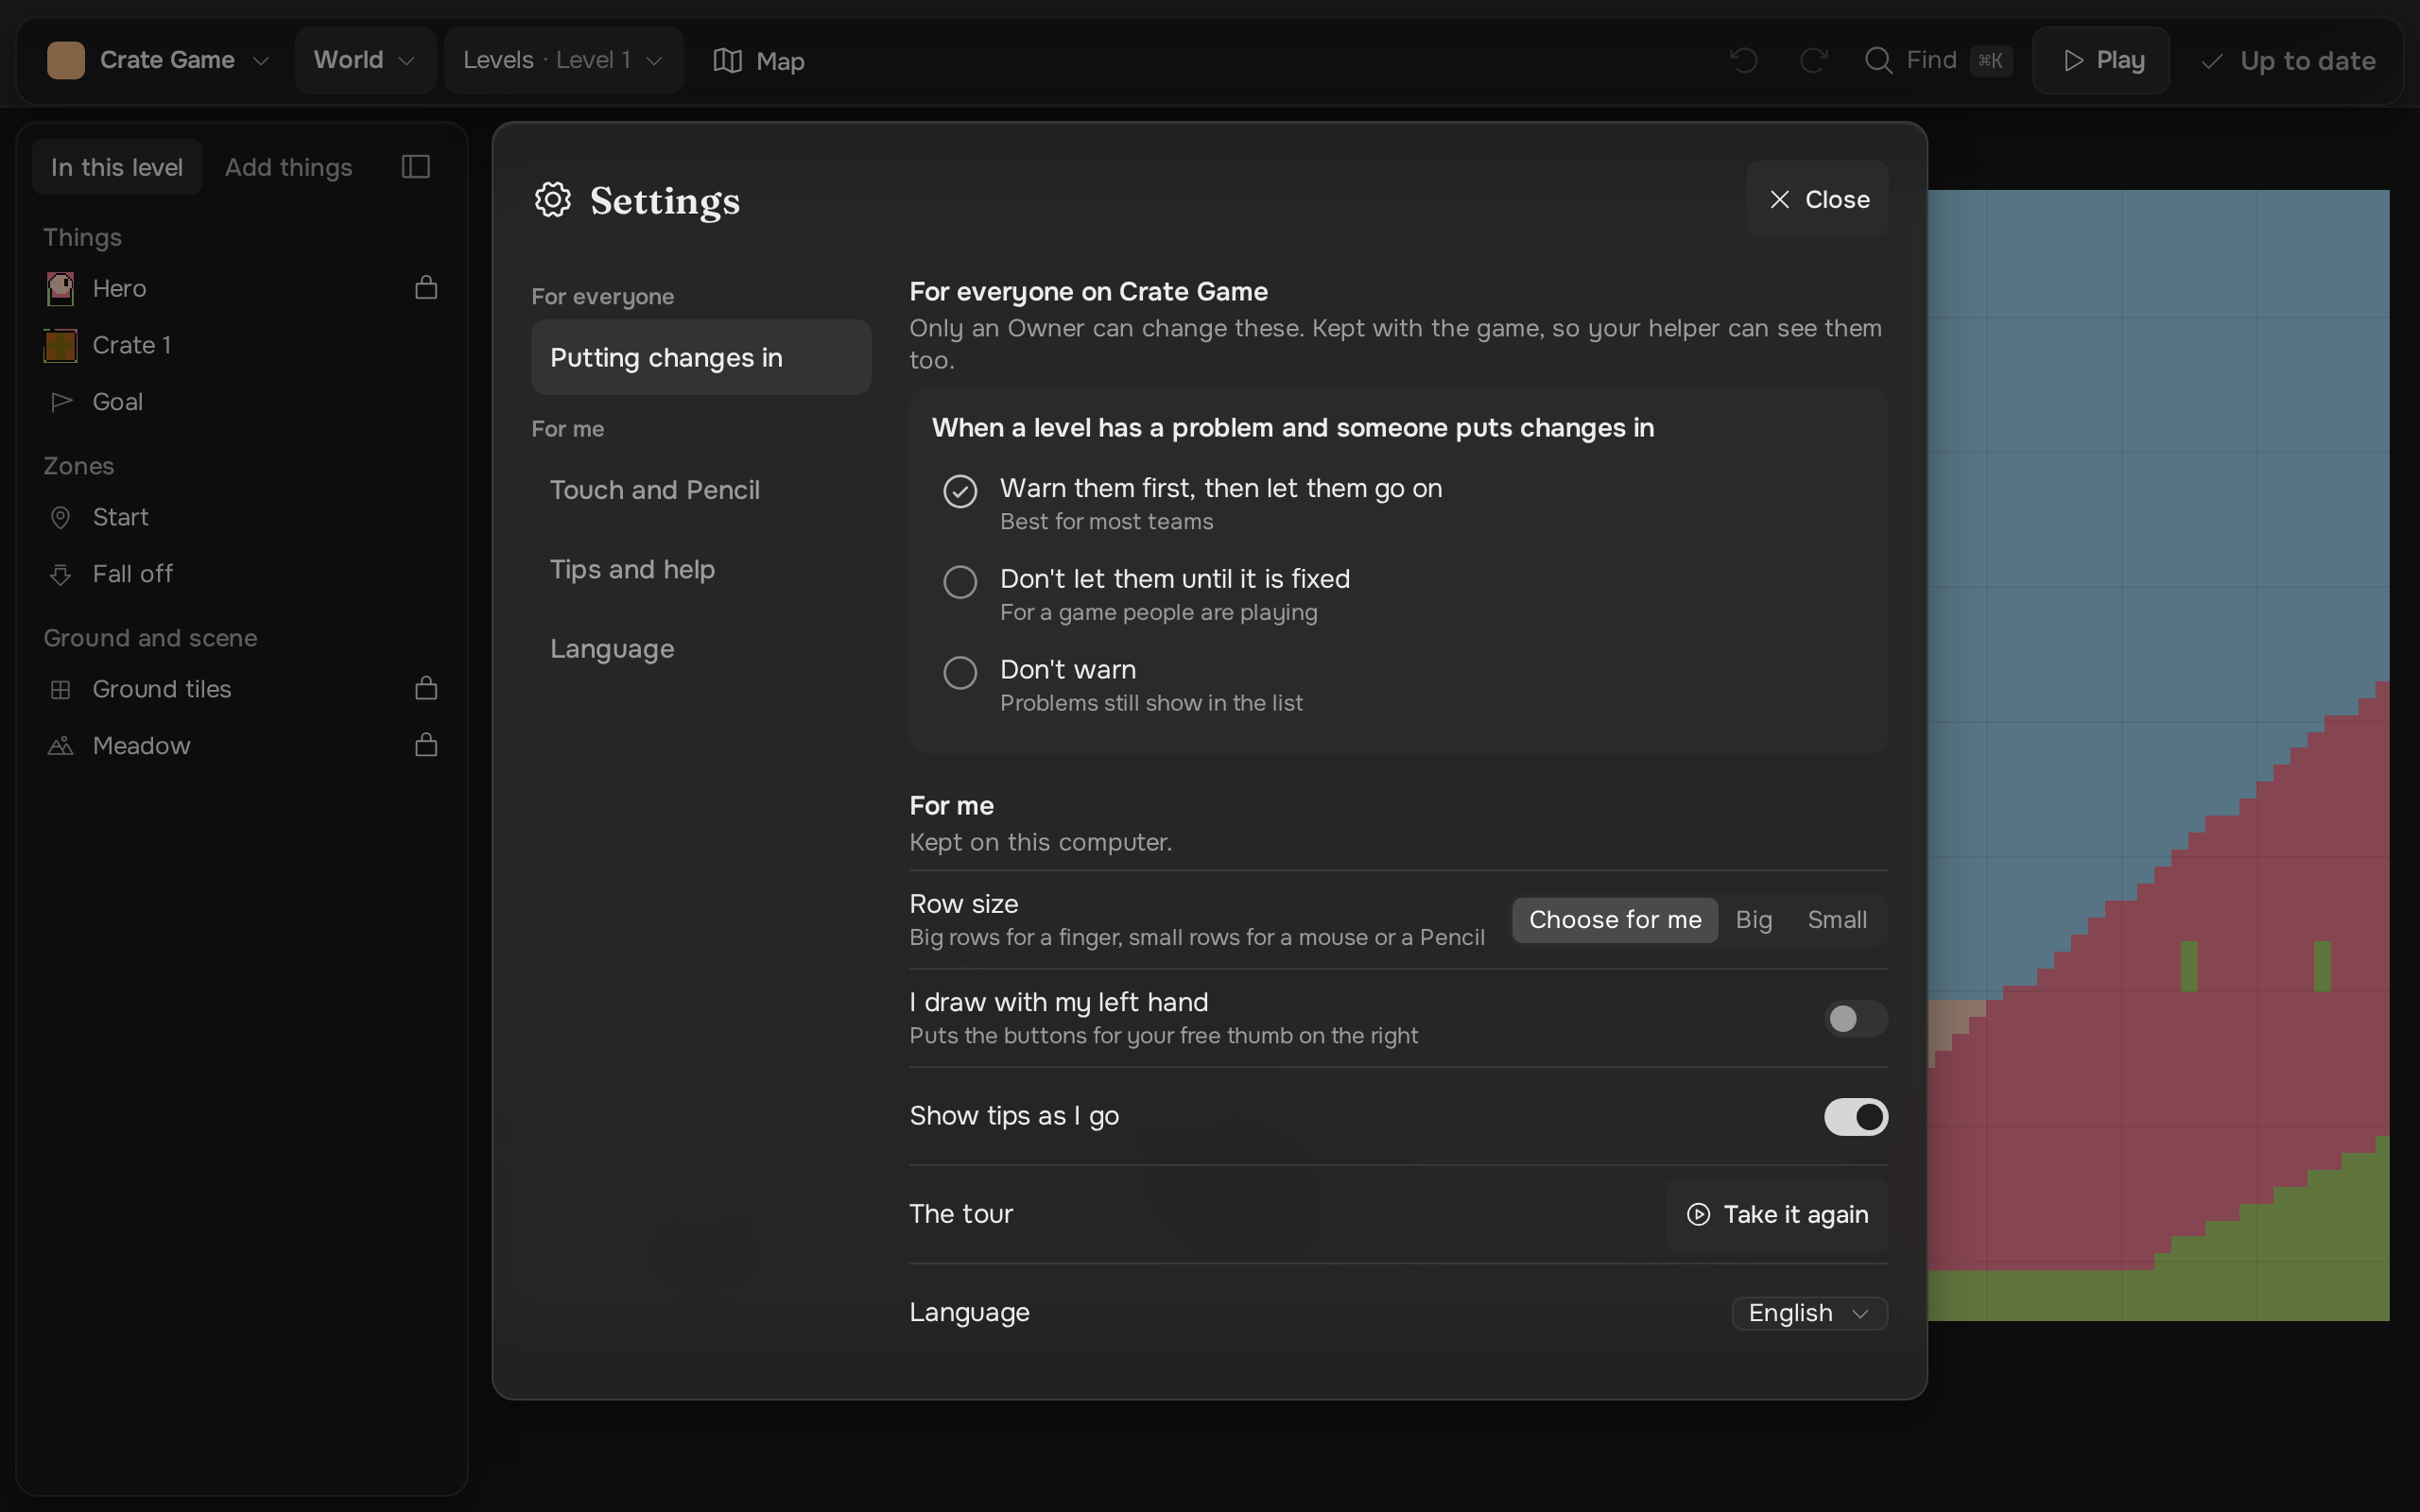 Crate Game
World
Levels · Level 1
Map
Find ⌘K
Play
Up to date
In this level
Add things
Things
Hero
Crate 1
Goal
Zones
Start
Fall off
Ground and scene
Ground tiles
Meadow
Settings
Close
For everyone
Putting changes in
For me
Touch and Pencil
Tips and help
Language
For everyone on Crate Game
Only an Owner can change these. Kept with the game, so your helper can see them
too.
When a level has a problem and someone puts changes in
Warn them first, then let them go on
Best for most teams
Don't let them until it is fixed
For a game people are playing
Don't warn
Problems still show in the list
For me
Kept on this computer.
Row size
Big rows for a finger, small rows for a mouse or a Pencil
Choose for me
Big
Small
I draw with my left hand
Puts the buttons for your free thumb on the right
Show tips as I go
The tour
Take it again
Language
English